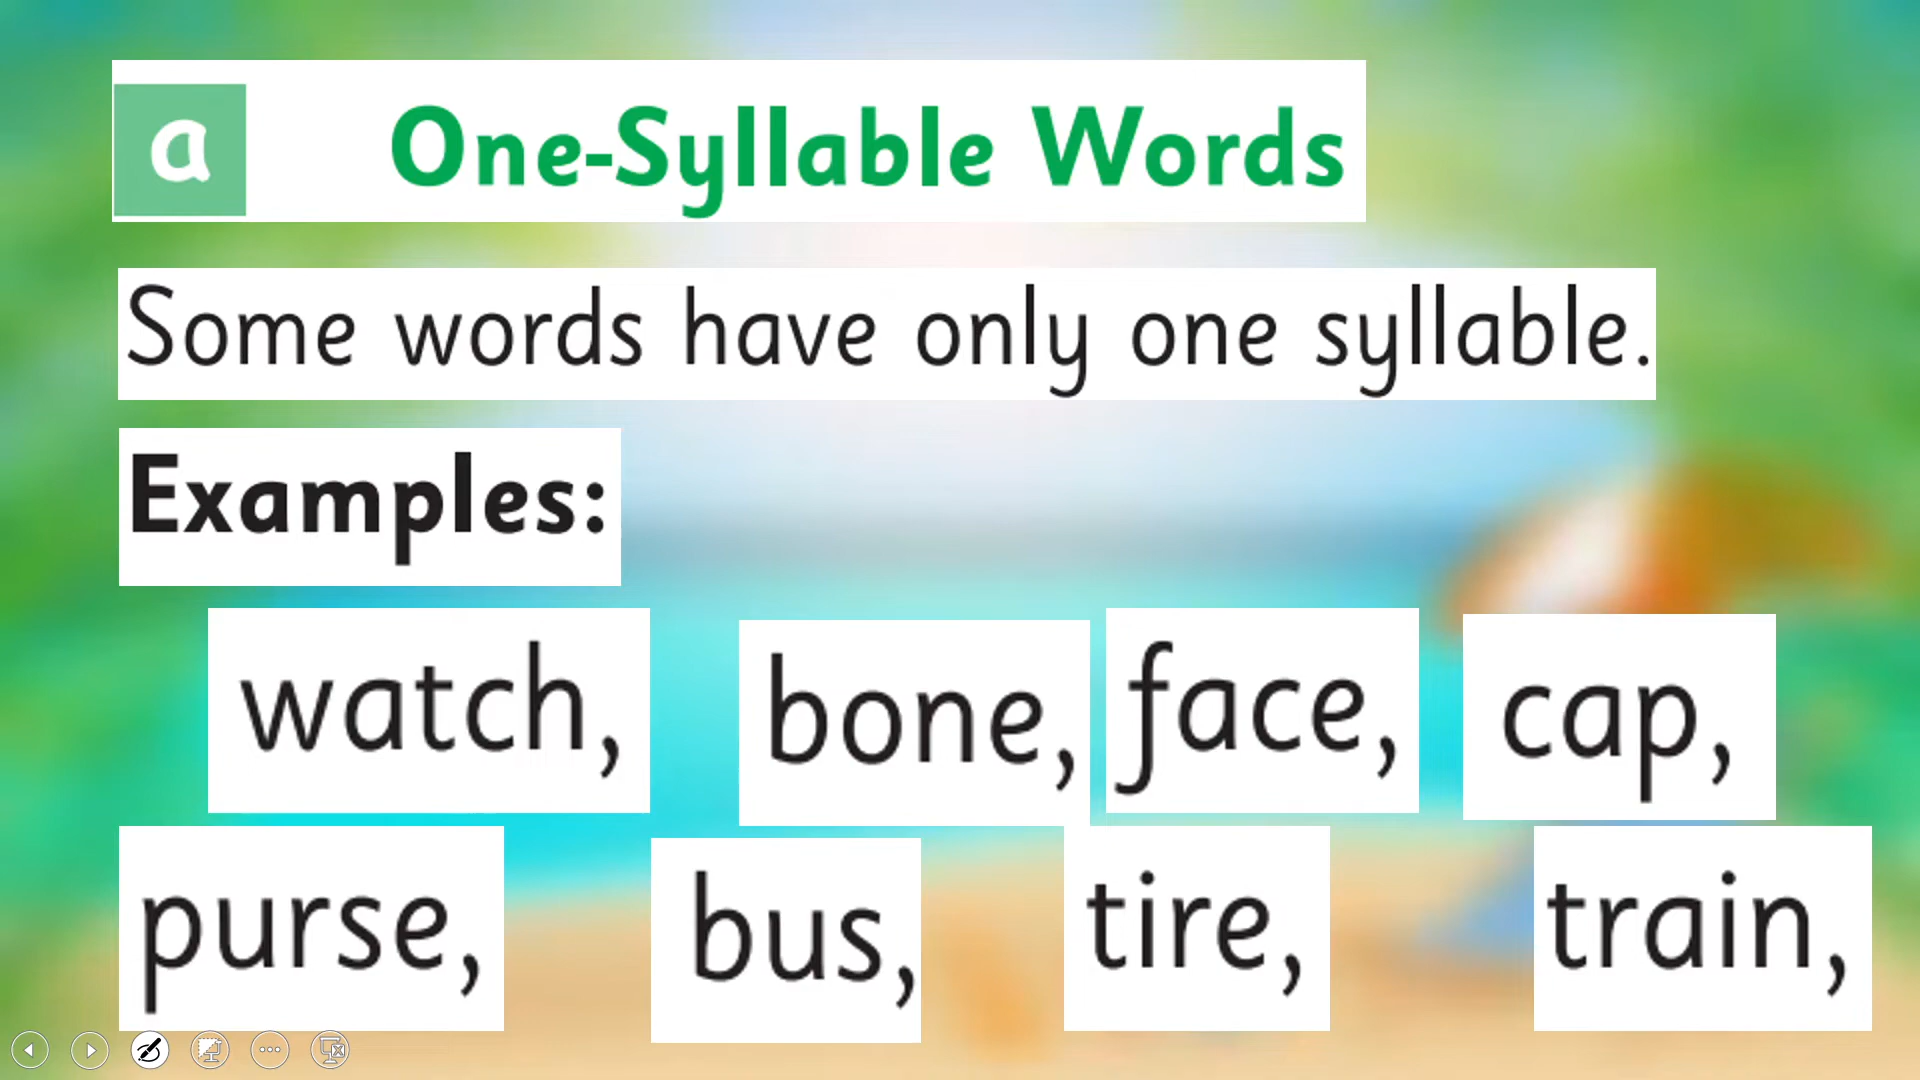 a One-Syllable Words
Some words have only one syllable.
Examples:
watch, bone, face, cap,
purse, bus, tire, train,